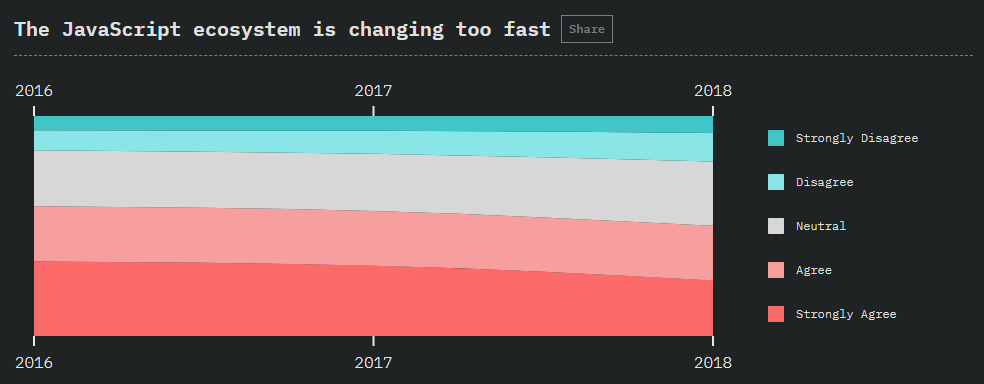 The JavaScript ecosystem is changing too fast Share
2016 2017 2018
Strongly Disagree
Disagree
Neutral
Agree
Strongly Agree
2016 2017 2018